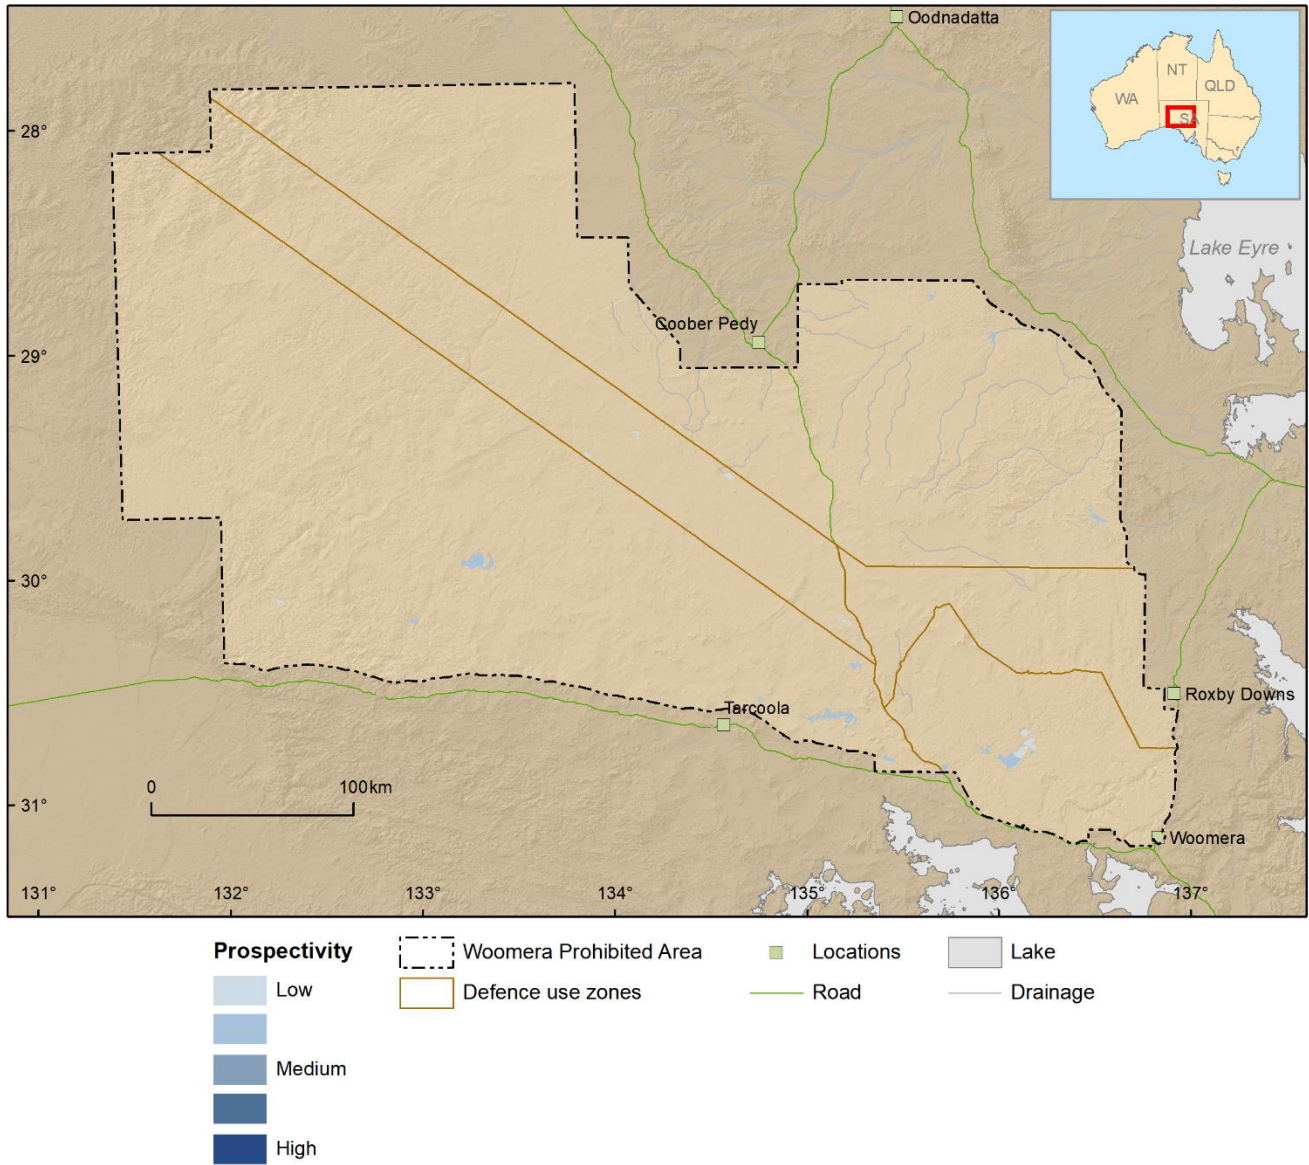 Oodnadatta
NT
WA
QLD
SA
28°
Lake Eyre
Coober Pedy
29°
30°
Roxby Downs
Tarcoola
0
100km
31°
Woomera
131°
132°
133°
134°
135°
136°
137°
Prospectivity
Woomera Prohibited Area
Locations
Lake
Low
Defence use zones
Road
Drainage
Medium
High